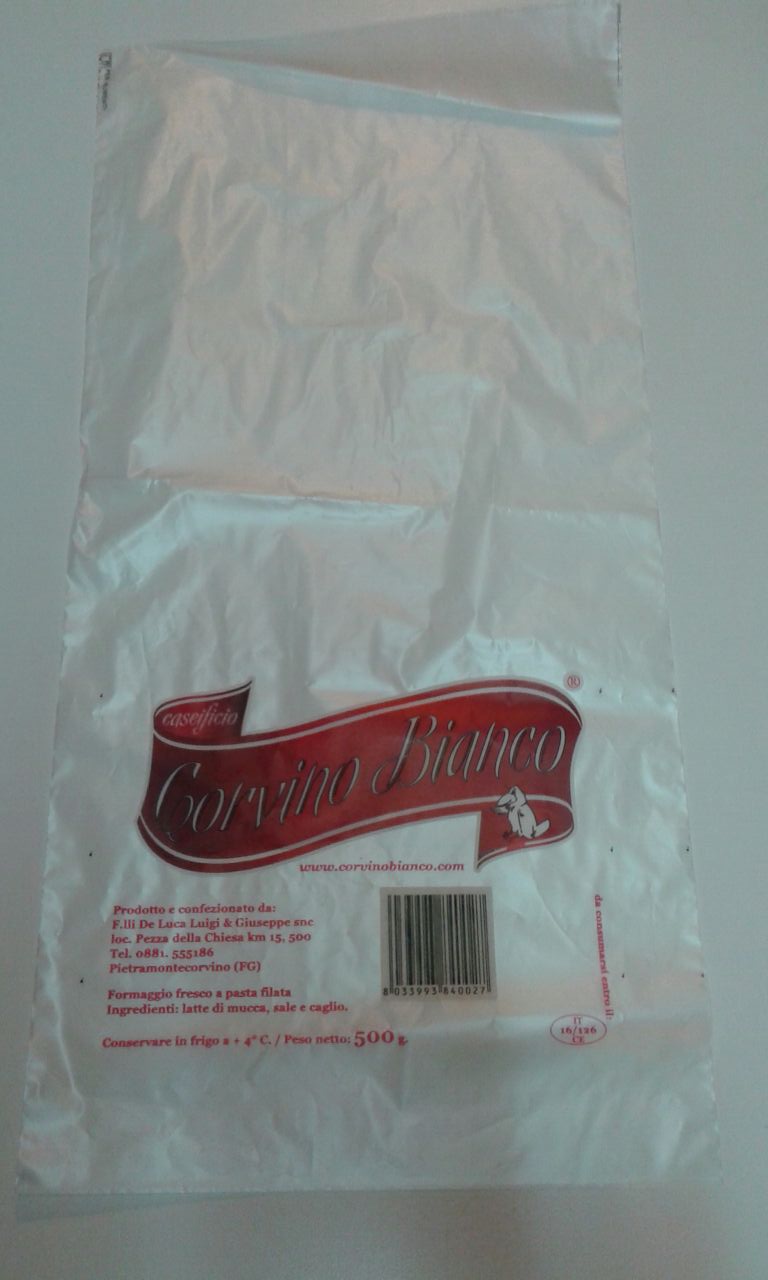 caseificio
Corvino Bianco
®
www.corvinobianco.com
Prodotto e confezionato da:
F.lli De Luca Luigi & Giuseppe snc
loc. Pezza della Chiesa km 15, 500
Tel. 0881. 555186
Pietramontecorvino (FG)
Formaggio fresco a pasta filata
Ingredienti: latte di mucca, sale e caglio.
Conservare in frigo a + 4° C. / Peso netto: 500 g.
8 033993 840027
da consumarsi entro il:
IT
16/126
CE